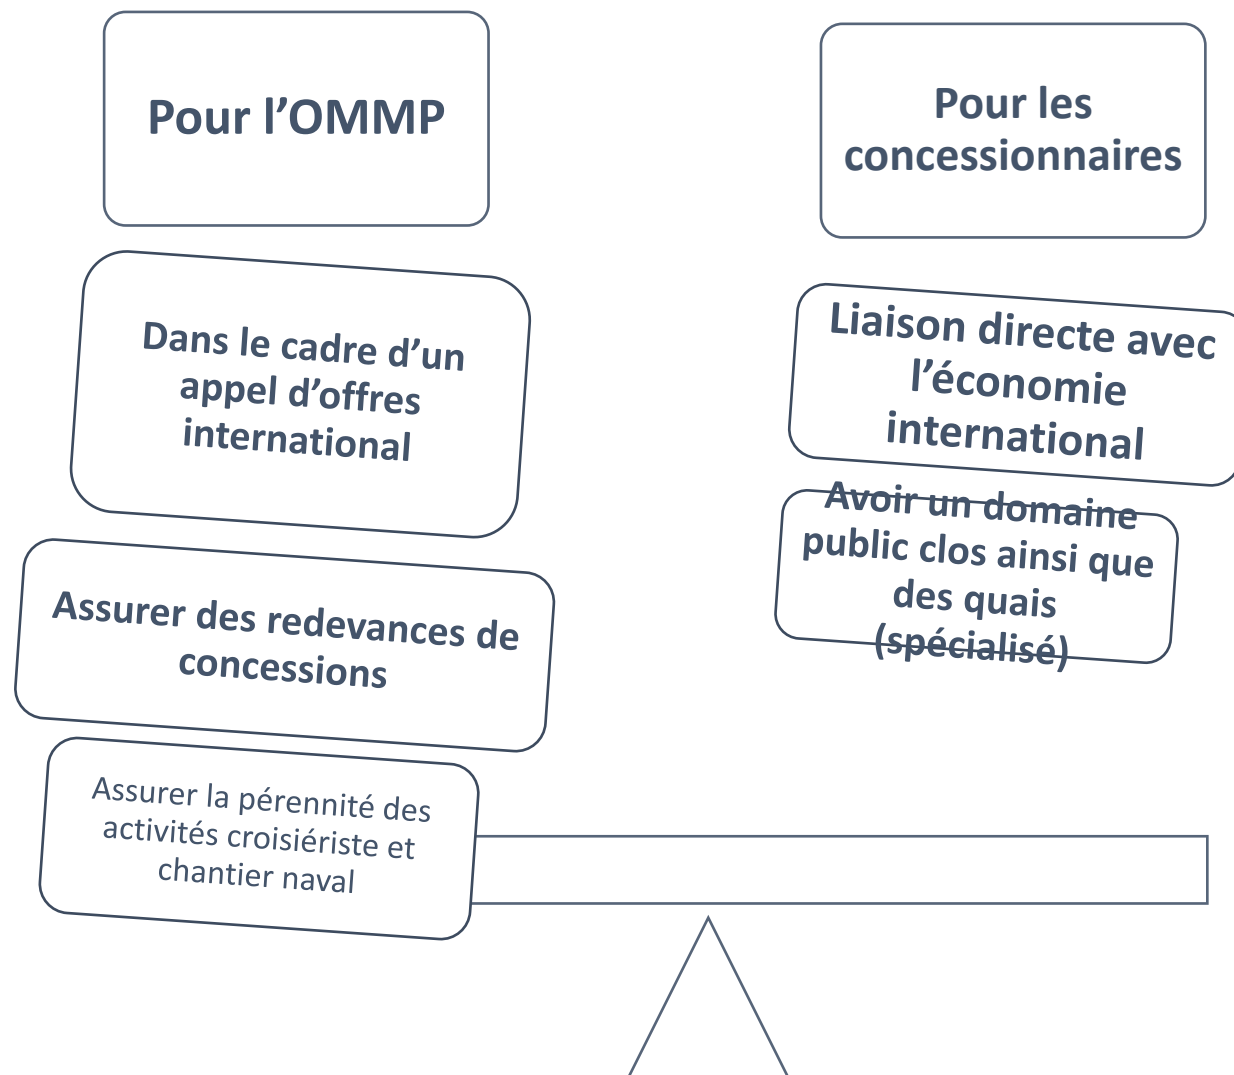 Pour l’OMMP
Dans le cadre d’un
appel d’offres
international
Assurer des redevances de
concessions
Assurer la pérennité des
activités croisiériste et
chantier naval
Pour les
concessionnaires
Liaison directe avec
l’économie
international
Avoir un domaine
public clos ainsi que
des quais
(spécialisé)